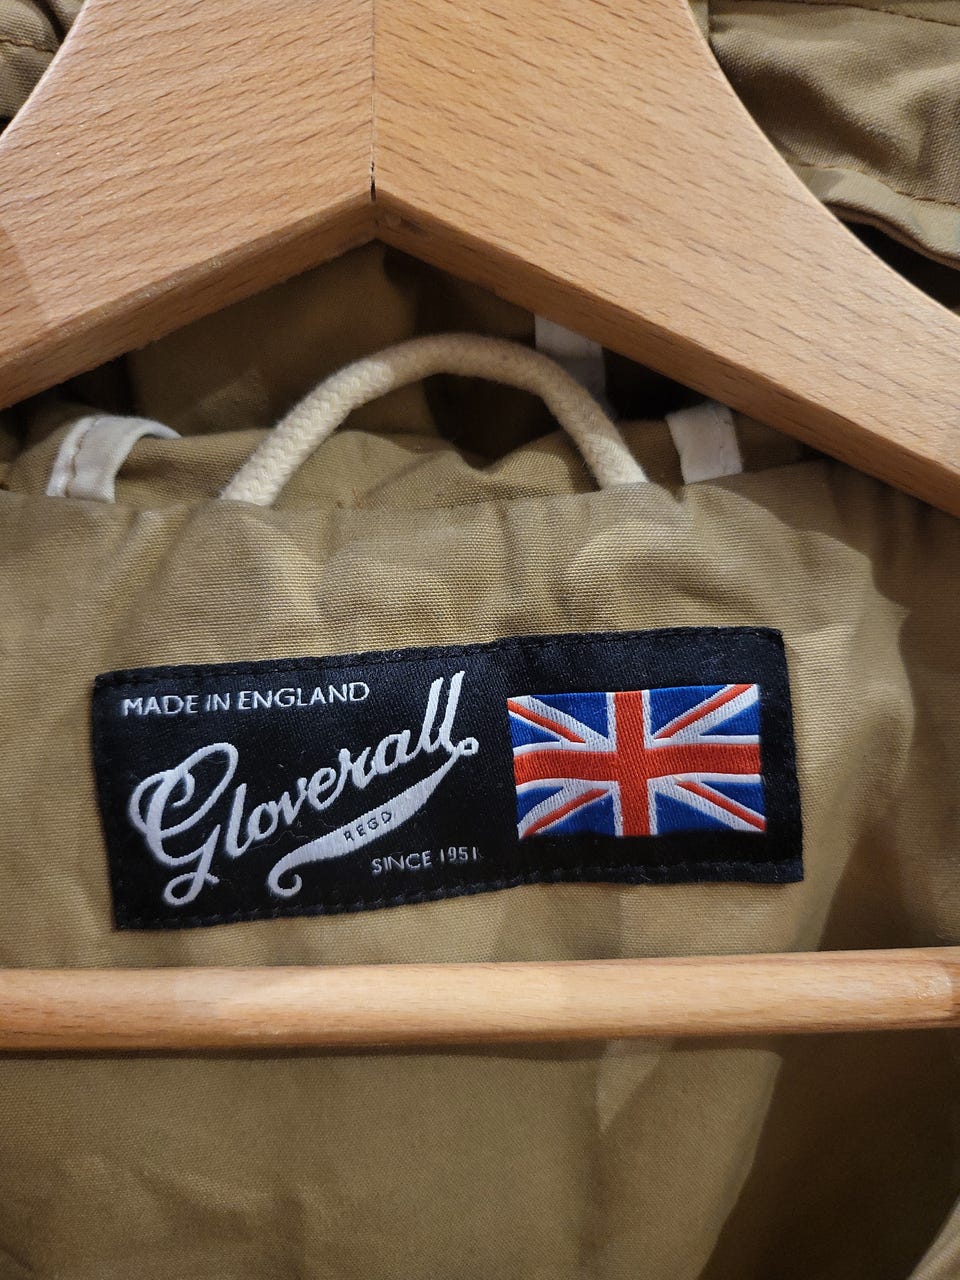 MADE IN ENGLAND
Gloverall
REGD
SINCE 1951